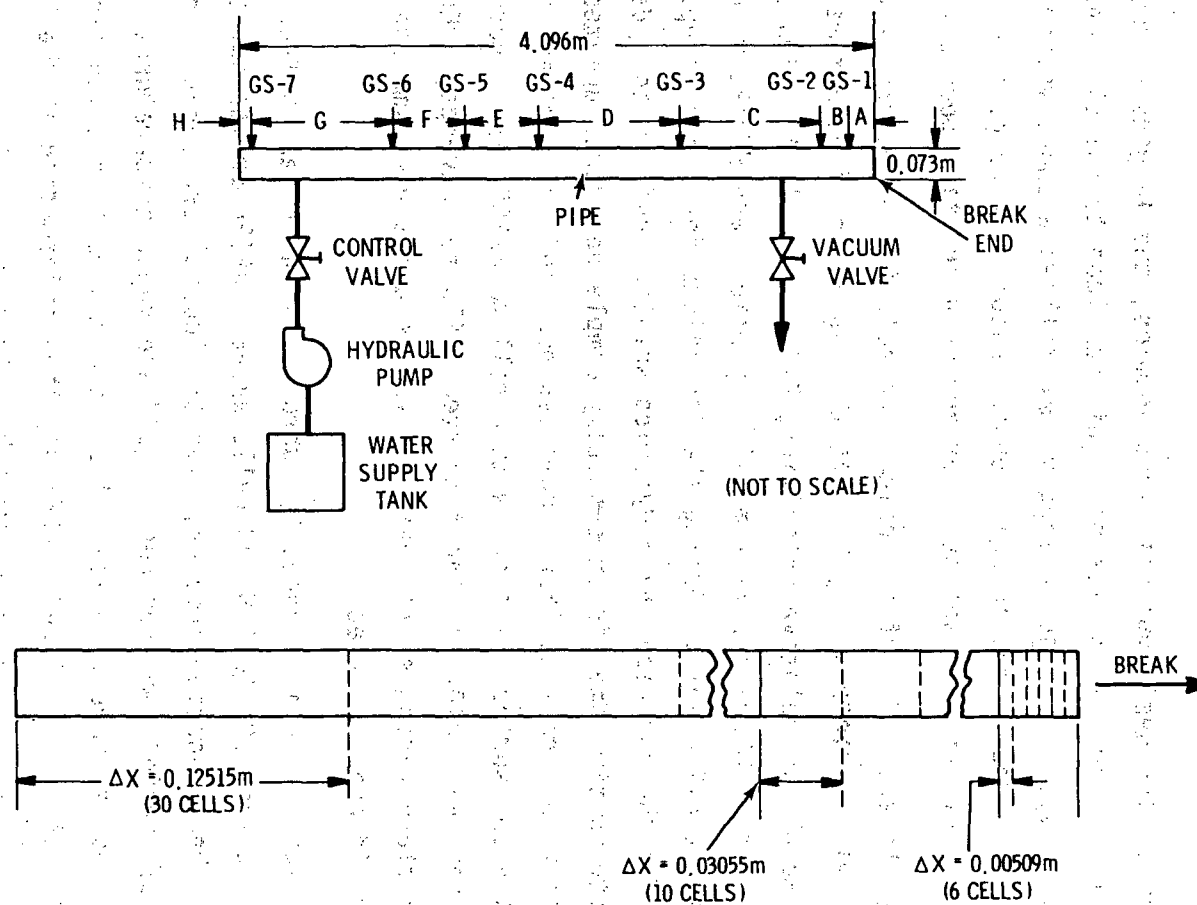 4.096m
GS-7 GS-6 GS-5 GS-4 GS-3 GS-2 GS-1
H G F E D C B A
0.073m
PIPE
BREAK
END
CONTROL
VALVE
VACUUM
VALVE
HYDRAULIC
PUMP
WATER
SUPPLY
TANK
(NOT TO SCALE)
BREAK
ΔX = 0.12515m
(30 CELLS)
ΔX = 0.03055m
(10 CELLS)
ΔX = 0.00509m
(6 CELLS)